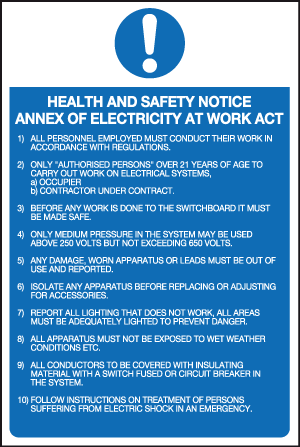 HEALTH AND SAFETY NOTICE
ANNEX OF ELECTRICITY AT WORK ACT
1) ALL PERSONNEL EMPLOYED MUST CONDUCT THEIR WORK IN
ACCORDANCE WITH REGULATIONS.
2) ONLY "AUTHORISED PERSONS" OVER 21 YEARS OF AGE TO
CARRY OUT WORK ON ELECTRICAL SYSTEMS,
a) OCCUPIER
b) CONTRACTOR UNDER CONTRACT.
3) BEFORE ANY WORK IS DONE TO THE SWITCHBOARD IT MUST
BE MADE SAFE.
4) ONLY MEDIUM PRESSURE IN THE SYSTEM MAY BE USED
ABOVE 250 VOLTS BUT NOT EXCEEDING 650 VOLTS.
5) ANY DAMAGE, WORN APPARATUS OR LEADS MUST BE OUT OF
USE AND REPORTED.
6) ISOLATE ANY APPARATUS BEFORE REPLACING OR ADJUSTING
FOR ACCESSORIES.
7) REPORT ALL LIGHTING THAT DOES NOT WORK, ALL AREAS
MUST BE ADEQUATELY LIGHTED TO PREVENT DANGER.
8) ALL APPARATUS MUST NOT BE EXPOSED TO WET WEATHER
CONDITIONS ETC.
9) ALL CONDUCTORS TO BE COVERED WITH INSULATING
MATERIAL WITH A SWITCH FUSED OR CIRCUIT BREAKER IN
THE SYSTEM.
10) FOLLOW INSTRUCTIONS ON TREATMENT OF PERSONS
SUFFERING FROM ELECTRIC SHOCK IN AN EMERGENCY.